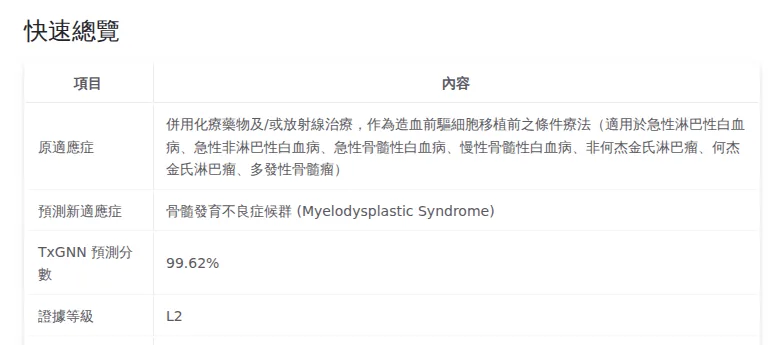 快速總覽
項目 內容
原適應症
併用化療藥物及/或放射線治療，作為造血前驅細胞移植前之條件療法（適用於急性淋巴性白血
病、急性非淋巴性白血病、急性骨髓性白血病、慢性骨髓性白血病、非何杰金氏淋巴瘤、何杰
金氏淋巴瘤、多發性骨髓瘤）
預測新適應症 骨髓發育不良症候群 (Myelodysplastic Syndrome)
TxGNN 預測分
數
99.62%
證據等級 L2